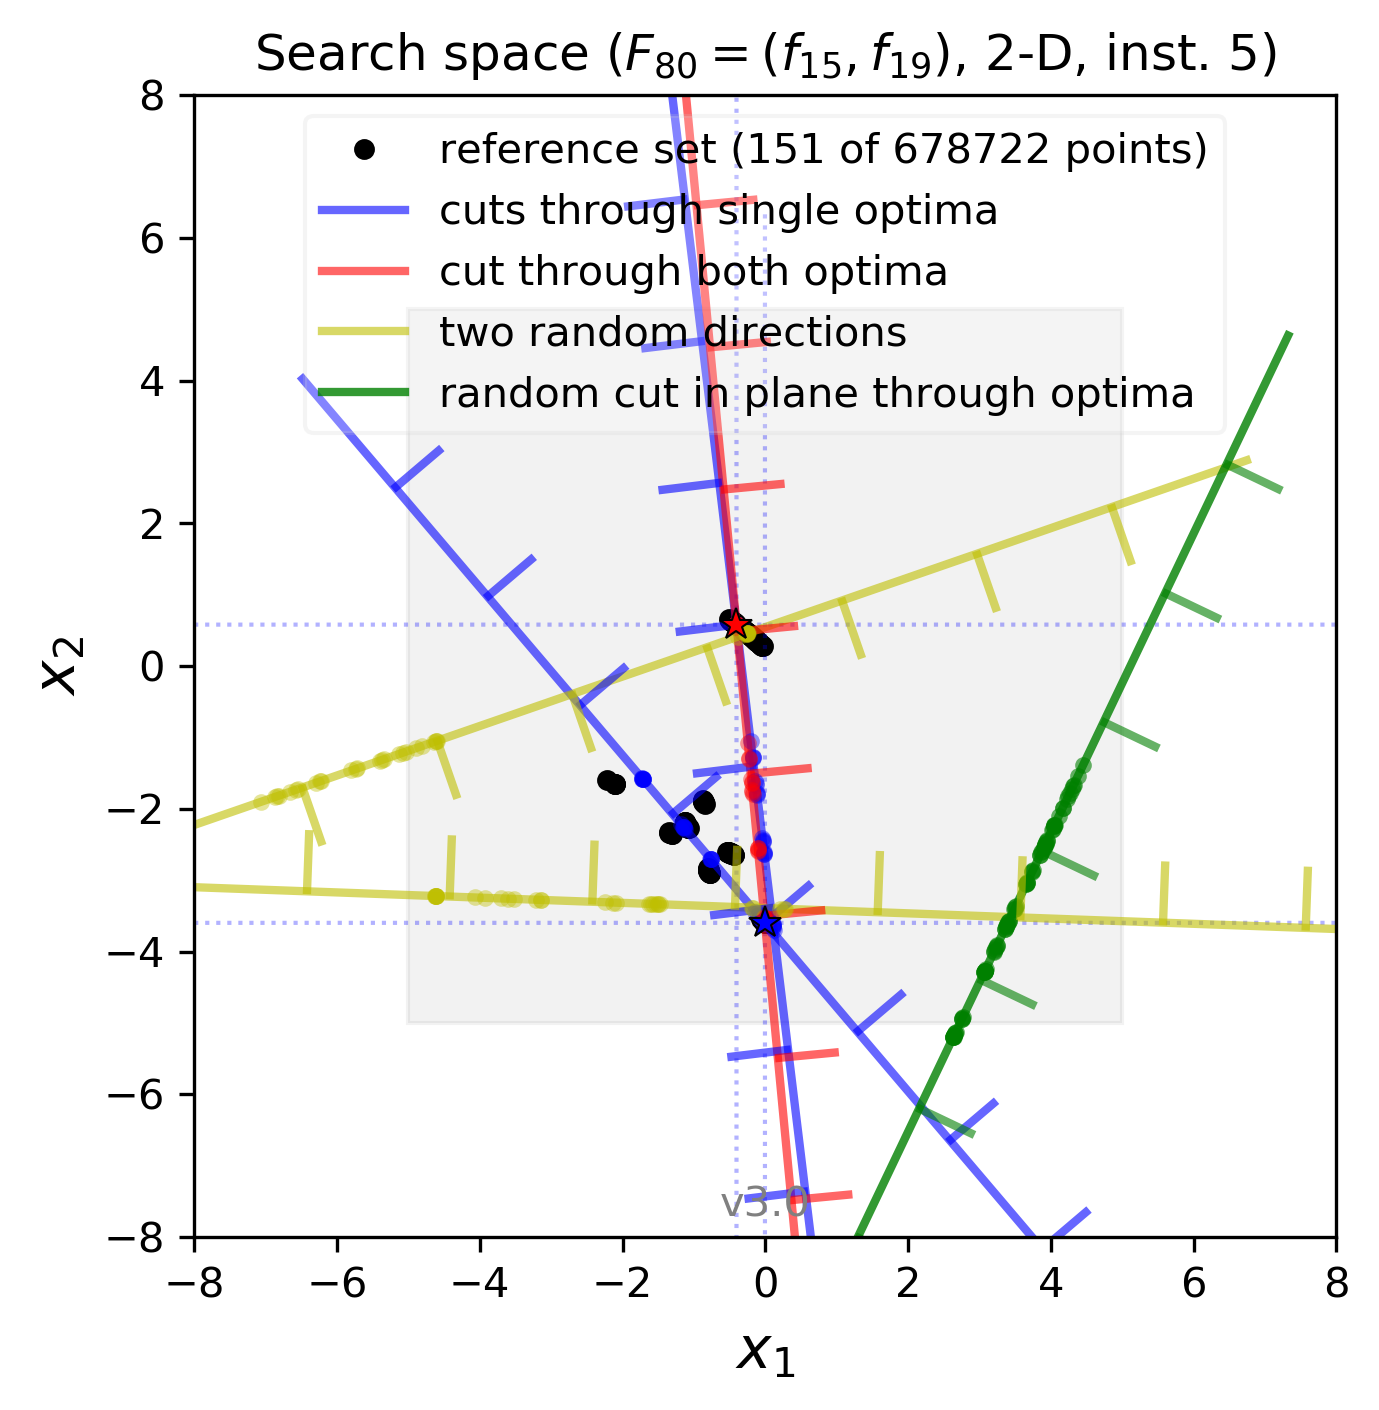 Search space (F80 = (f15, f19), 2-D, inst. 5)
reference set (151 of 678722 points)
cuts through single optima
cut through both optima
two random directions
random cut in plane through optima
8
6
4
2
0
−2
−4
−6
−8
x2
v3.0
−8 −6 −4 −2 0 2 4 6 8
x1